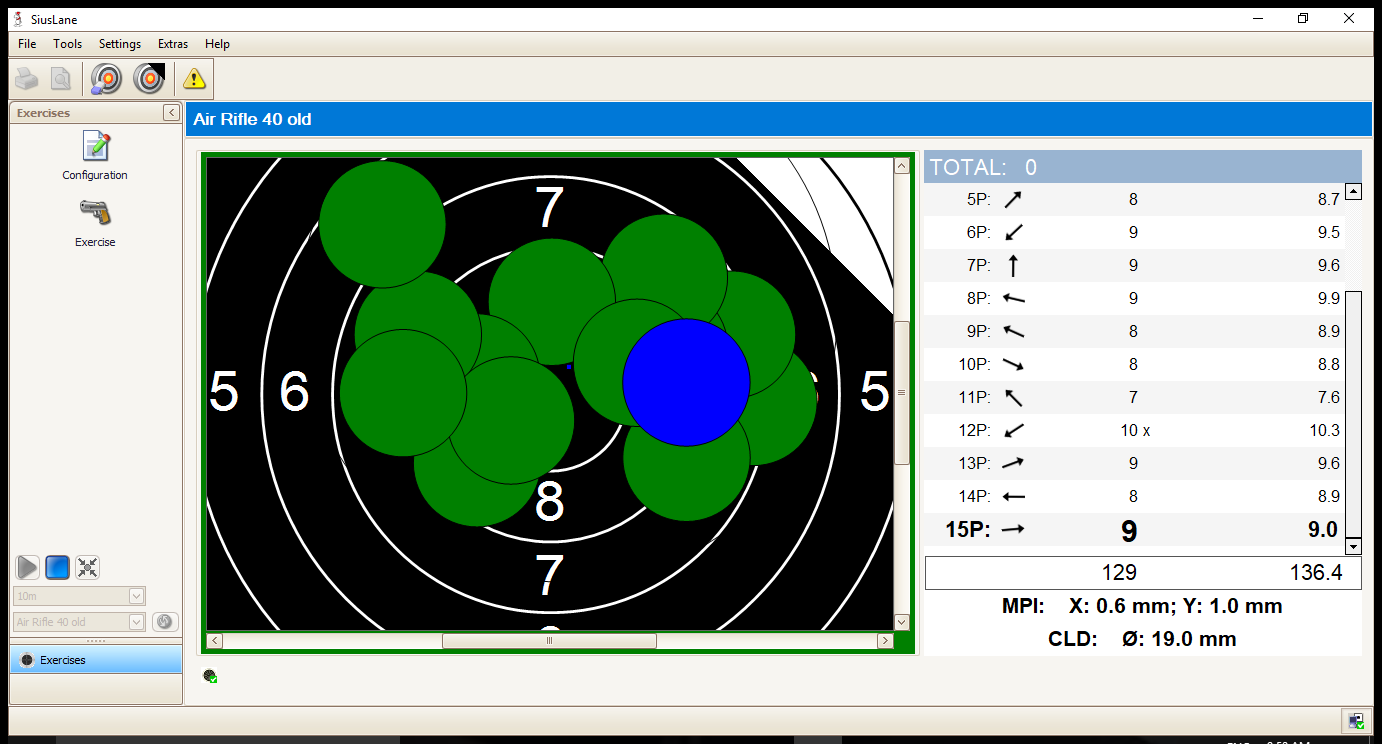 SiusLane
File Tools Settings Extras Help
Exercises
Configuration
Exercise
10m
Air Rifle 40 old
Exercises
Air Rifle 40 old
7
5 6 5
8
7
TOTAL: 0
5P: 8 8.7
6P: 9 9.5
7P: 9 9.6
8P: 9 9.9
9P: 8 8.9
10P: 8 8.8
11P: 7 7.6
12P: 10 x 10.3
13P: 9 9.6
14P: 8 8.9
15P: 9 9.0
129 136.4
MPI: X: 0.6 mm; Y: 1.0 mm
CLD: Ø: 19.0 mm